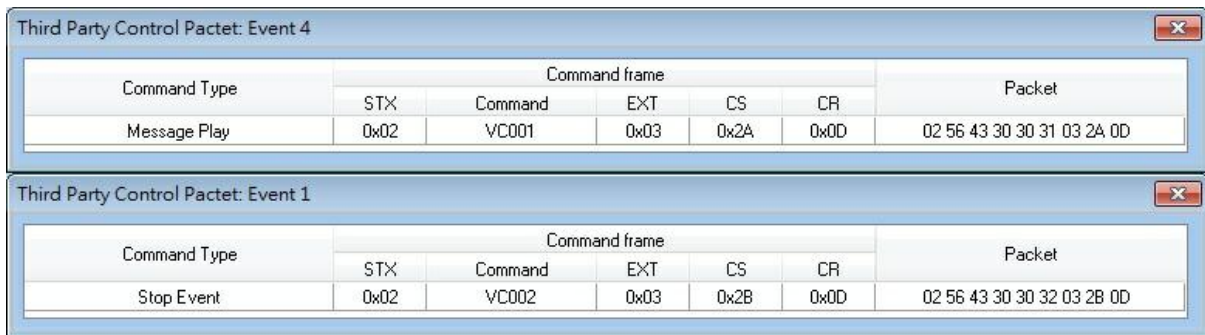 Third Party Control Pactet: Event 4
Command Type Command frame Packet
STX Command EXT CS CR
Message Play 0x02 VC001 0x03 0x2A 0x0D 02 56 43 30 30 31 03 2A 0D
Third Party Control Pactet: Event 1
Command Type Command frame Packet
STX Command EXT CS CR
Stop Event 0x02 VC002 0x03 0x2B 0x0D 02 56 43 30 30 32 03 2B 0D